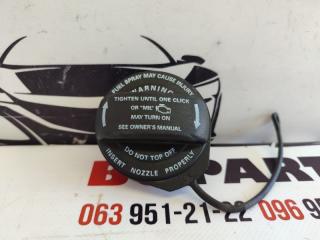 FUEL SPRAY MAY CAUSE INJURY
WARNING
TIGHTEN UNTIL ONE CLICK
OR "MIL"
MAY TURN ON
SEE OWNER'S MANUAL
DO NOT TOP OFF
INSERT NOZZLE PROPERLY
063 951-21-22 096 95